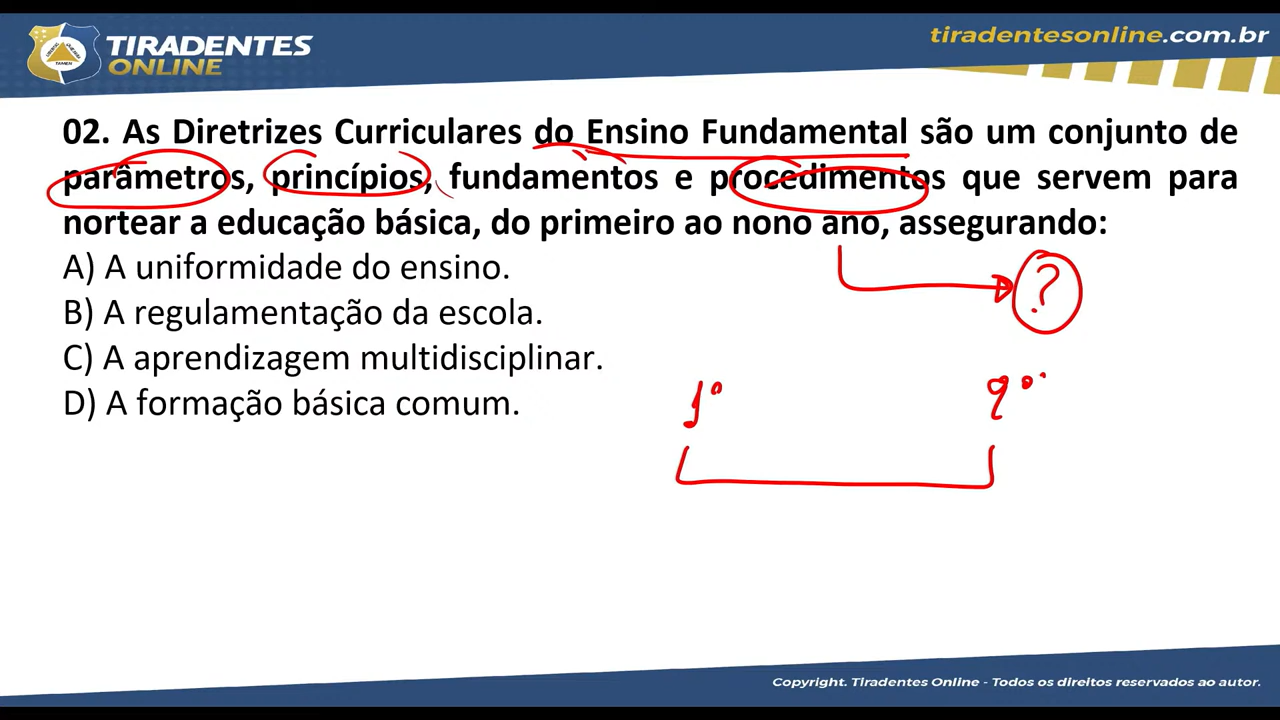 TIRADENTES
ONLINE
tiradentesonline.com.br
02. As Diretrizes Curriculares do Ensino Fundamental são um conjunto de
parâmetros, princípios, fundamentos e procedimentos que servem para
nortear a educação básica, do primeiro ao nono ano, assegurando:
A) A uniformidade do ensino.
B) A regulamentação da escola.
C) A aprendizagem multidisciplinar.
D) A formação básica comum.
?
1º 9º
Copyright. Tiradentes Online - Todos os direitos reservados ao autor.